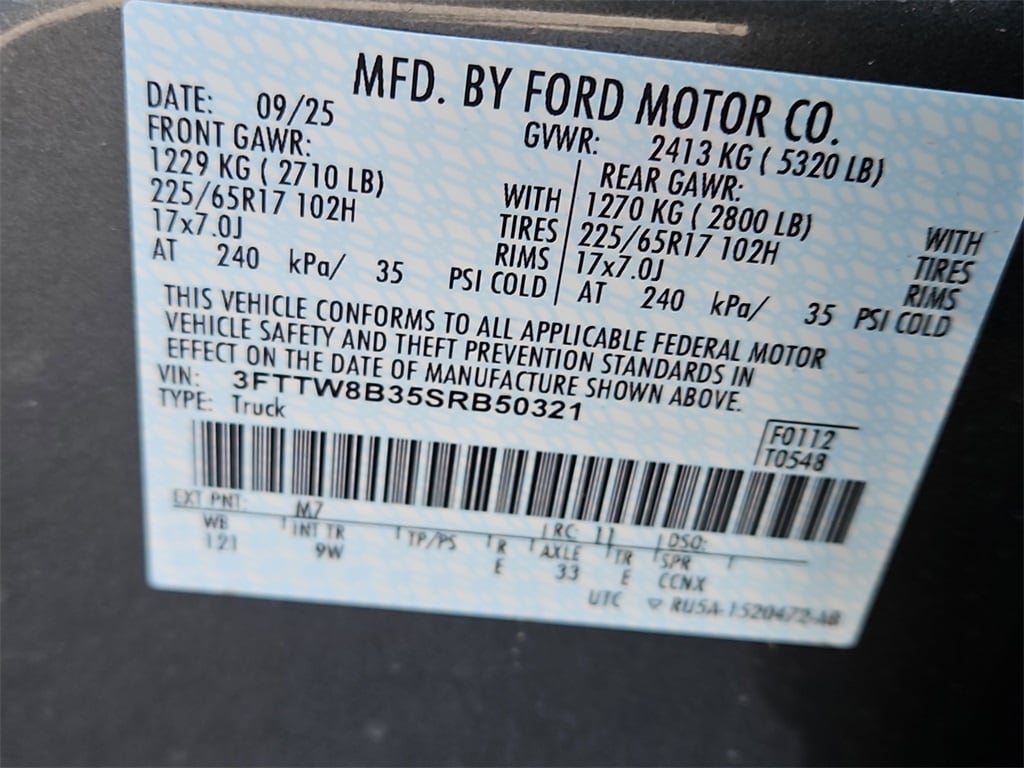 MFD. BY FORD MOTOR CO.
DATE: 09/25 GVWR: 2413 KG ( 5320 LB)
FRONT GAWR: REAR GAWR:
1229 KG ( 2710 LB) WITH 1270 KG ( 2800 LB) WITH
225/65R17 102H TIRES 225/65R17 102H TIRES
17x7.0J RIMS 17x7.0J RIMS
AT 240 kPa/ 35 PSI COLD AT 240 kPa/ 35 PSI COLD
THIS VEHICLE CONFORMS TO ALL APPLICABLE FEDERAL MOTOR
VEHICLE SAFETY AND THEFT PREVENTION STANDARDS IN
EFFECT ON THE DATE OF MANUFACTURE SHOWN ABOVE.
VIN: 3FTTW8B35SRB50321
TYPE: Truck
F0112
T0548
EXT PNT: M7 RC: 11 DSO:
WB INT TR TP/PS R AXLE TR SPR
121 9W E 33 E CCNX
UTC ▽ RU5A-1520472-AB